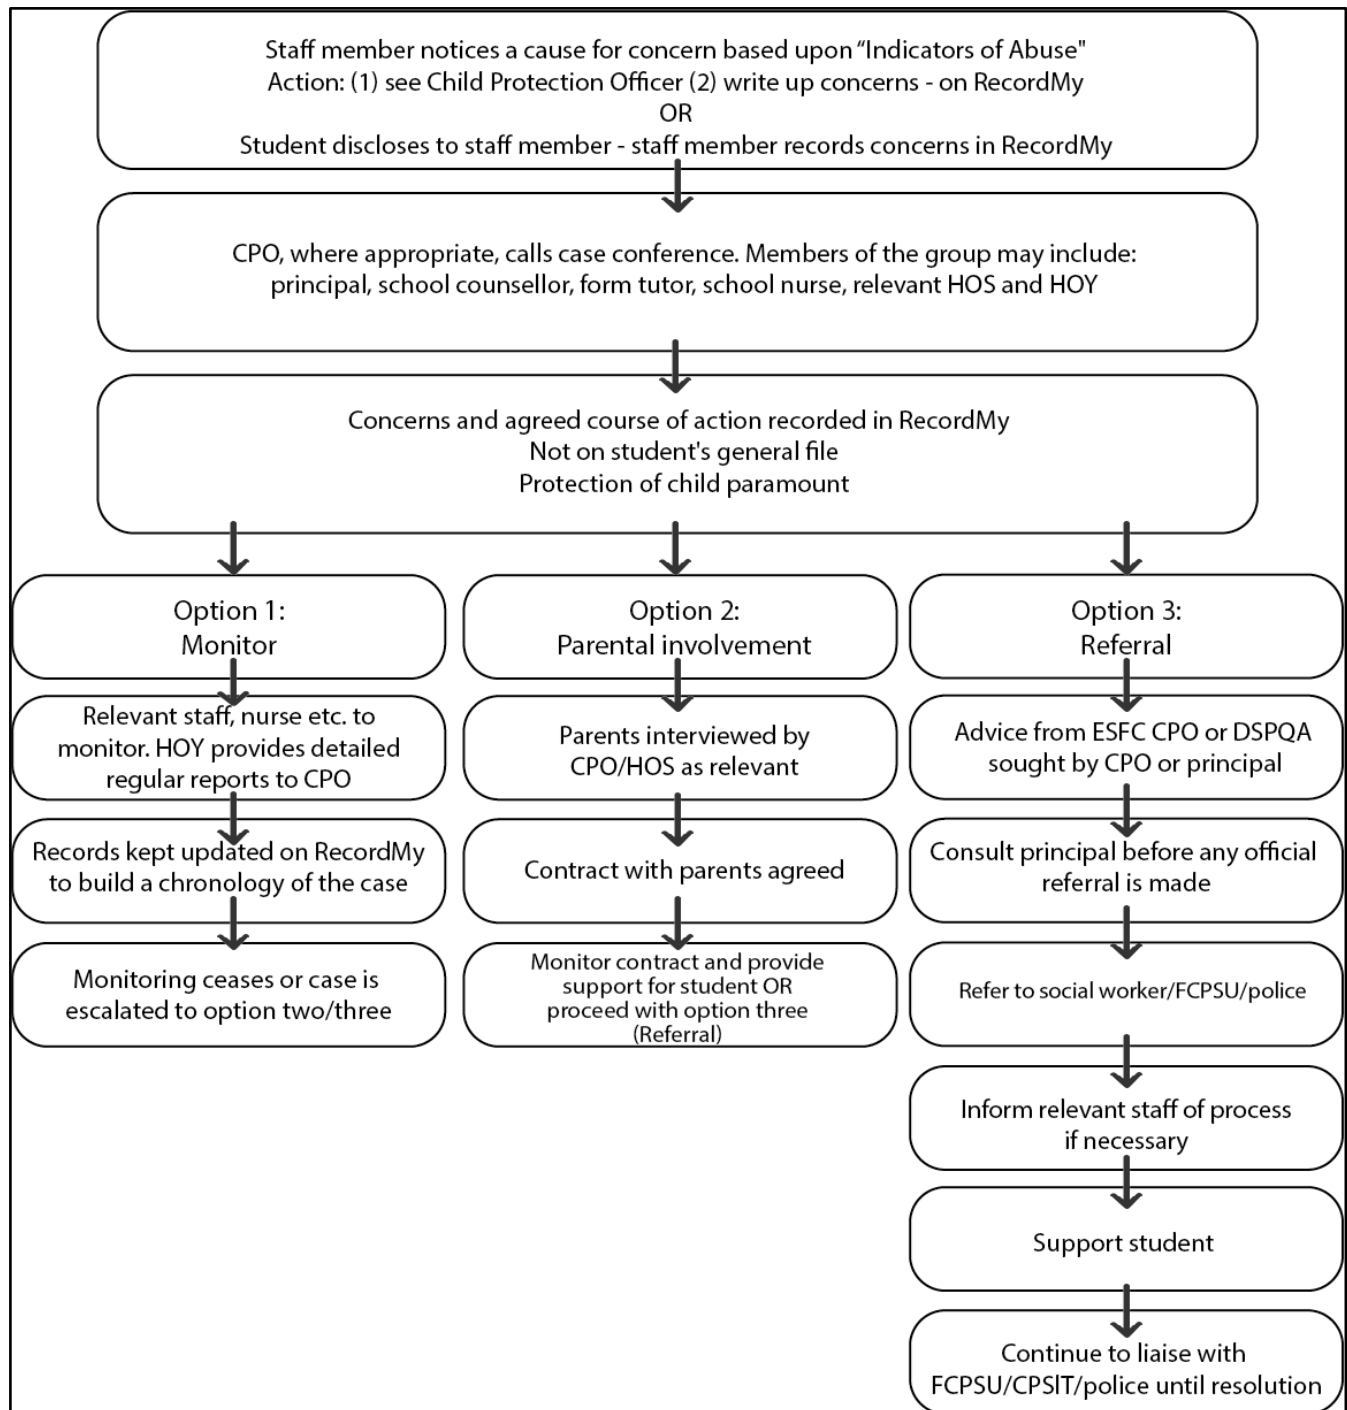 Staff member notices a cause for concern based upon “Indicators of Abuse"
Action: (1) see Child Protection Officer (2) write up concerns - on RecordMy
OR
Student discloses to staff member - staff member records concerns in RecordMy
CPO, where appropriate, calls case conference. Members of the group may include:
principal, school counsellor, form tutor, school nurse, relevant HOS and HOY
Concerns and agreed course of action recorded in RecordMy
Not on student's general file
Protection of child paramount
Option 1:
Monitor
Relevant staff, nurse etc. to
monitor. HOY provides detailed
regular reports to CPO
Records kept updated on RecordMy
to build a chronology of the case
Monitoring ceases or case is
escalated to option two/three
Option 2:
Parental involvement
Parents interviewed by
CPO/HOS as relevant
Contract with parents agreed
Monitor contract and provide
support for student OR
proceed with option three
(Referral)
Option 3:
Referral
Advice from ESFC CPO or DSPQA
sought by CPO or principal
Consult principal before any official
referral is made
Refer to social worker/FCPSU/police
Inform relevant staff of process
if necessary
Support student
Continue to liaise with
FCPSU/CPSlT/police until resolution